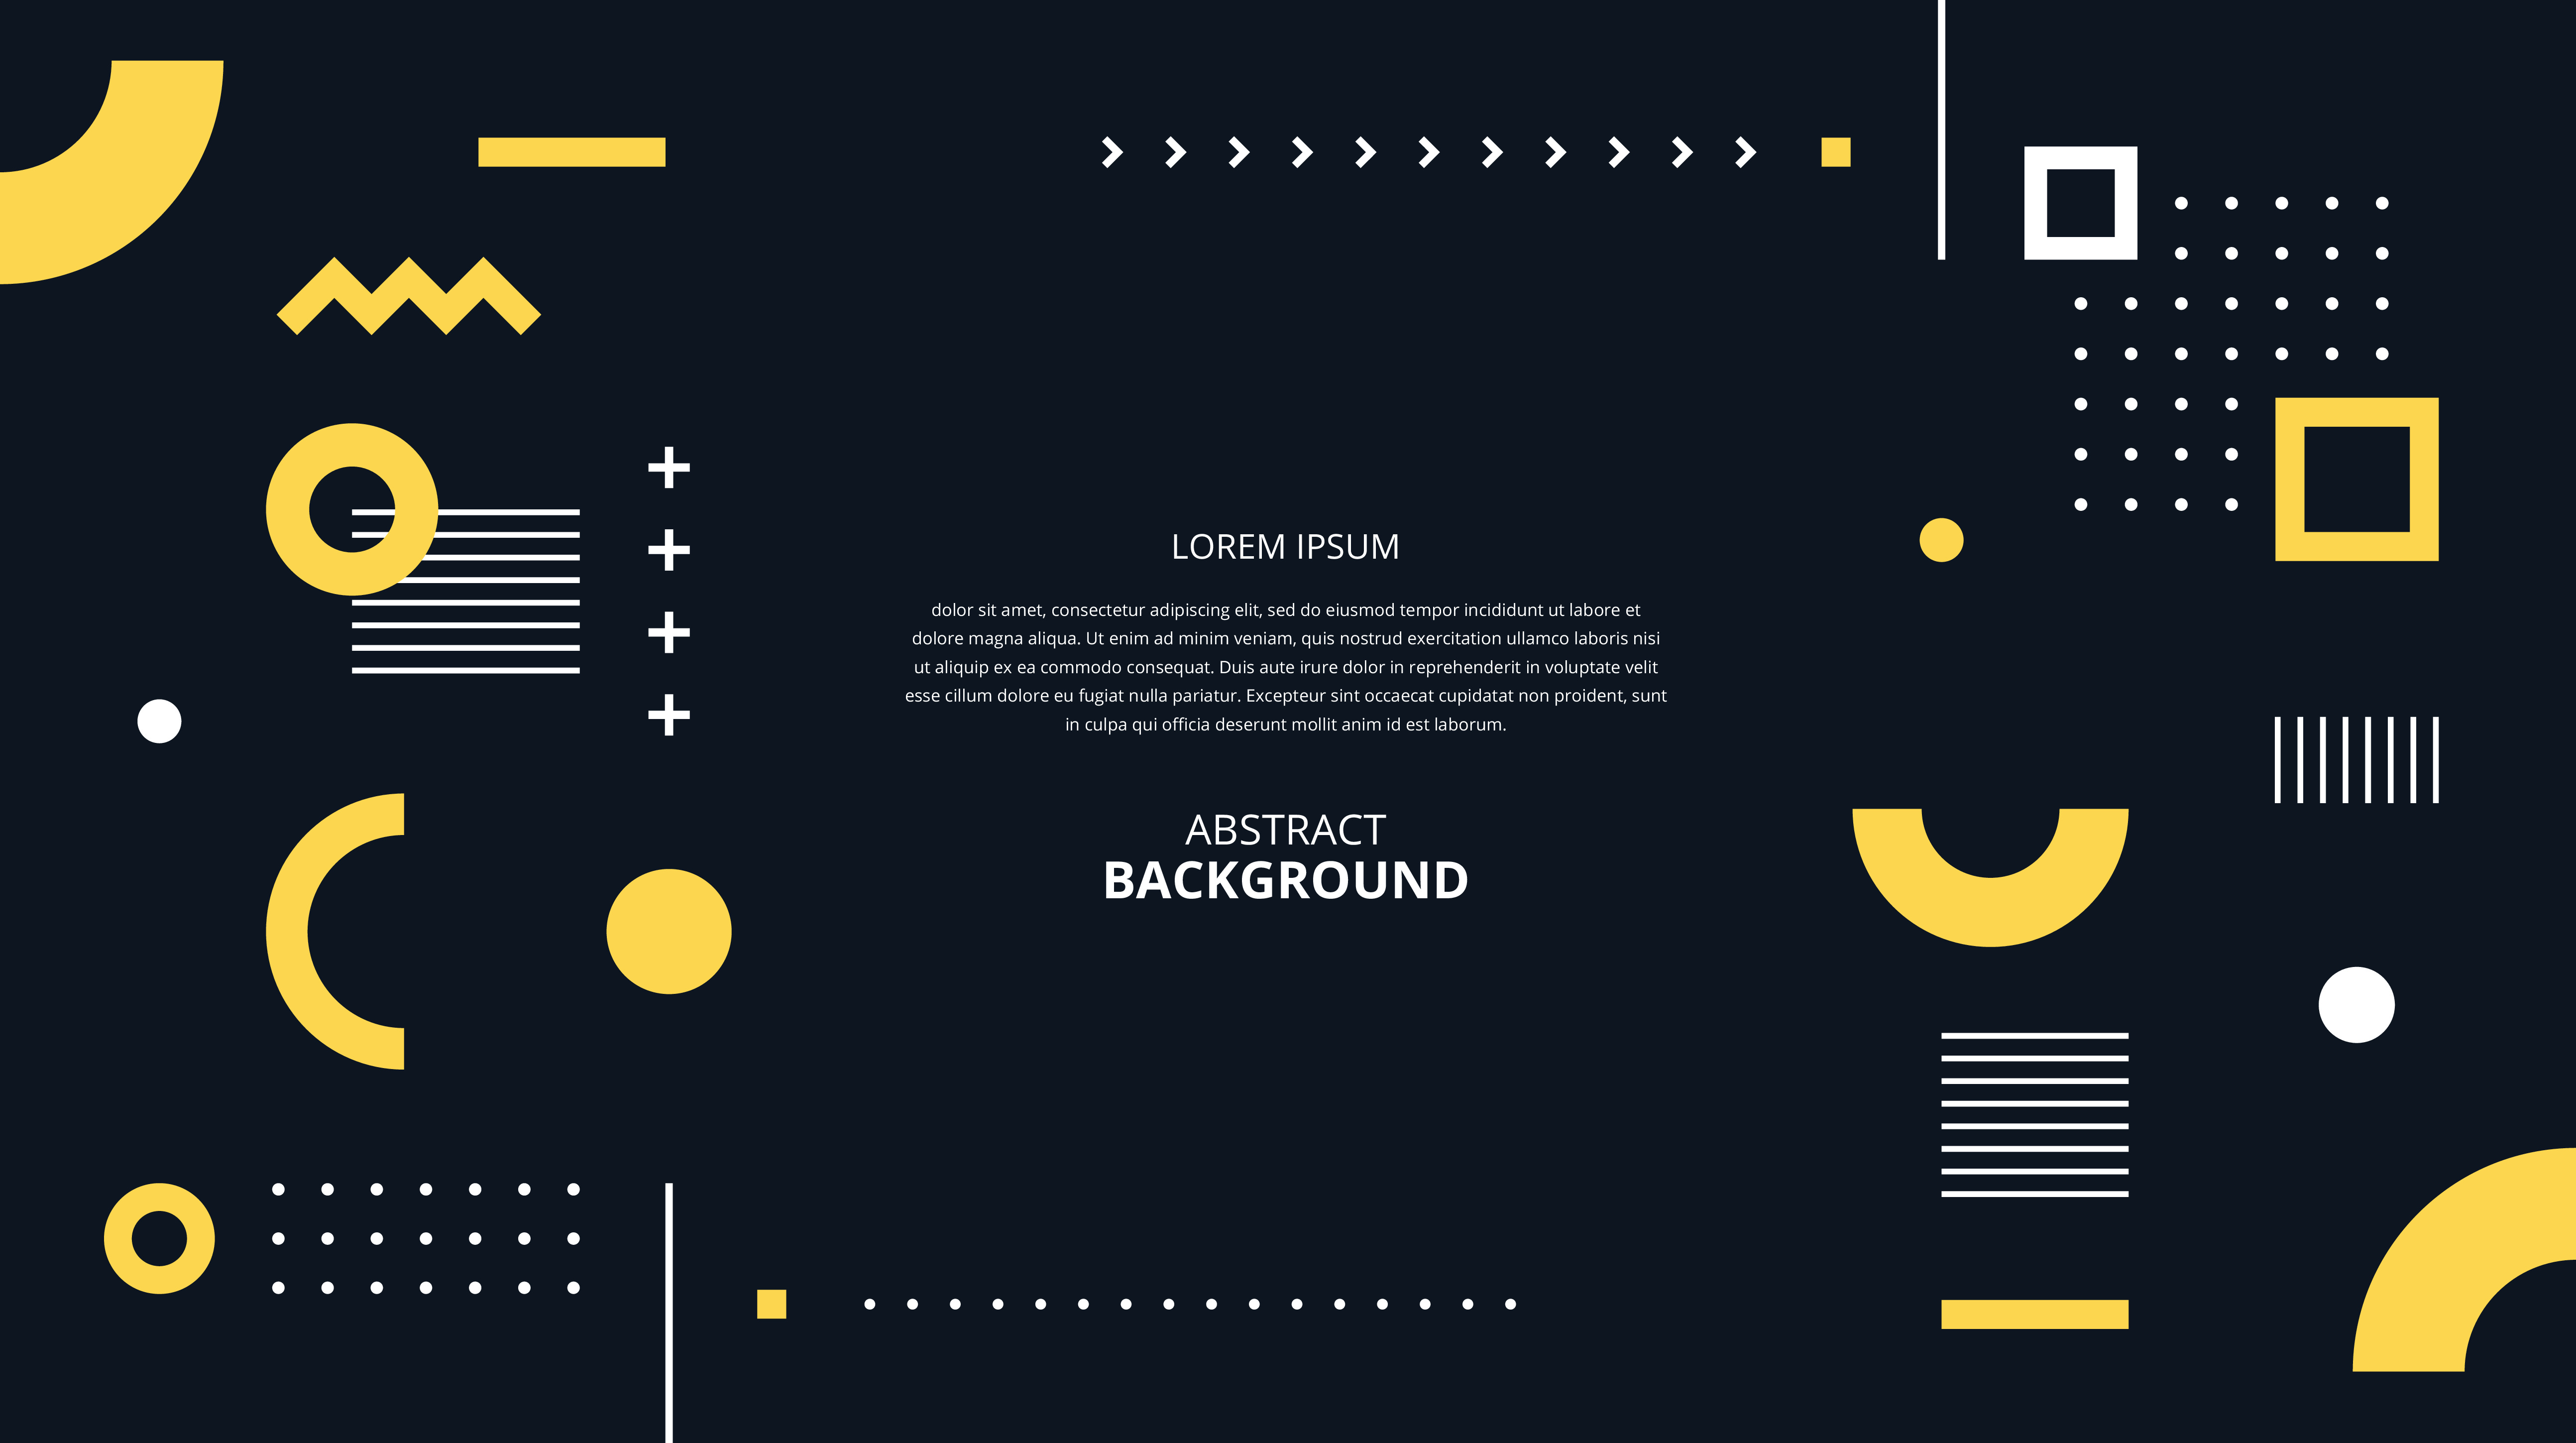 LOREM IPSUM
dolor sit amet, consectetur adipiscing elit, sed do eiusmod tempor incididunt ut labore et
dolore magna aliqua. Ut enim ad minim veniam, quis nostrud exercitation ullamco laboris nisi
ut aliquip ex ea commodo consequat. Duis aute irure dolor in reprehenderit in voluptate velit
esse cillum dolore eu fugiat nulla pariatur. Excepteur sint occaecat cupidatat non proident, sunt
in culpa qui officia deserunt mollit anim id est laborum.
ABSTRACT
BACKGROUND